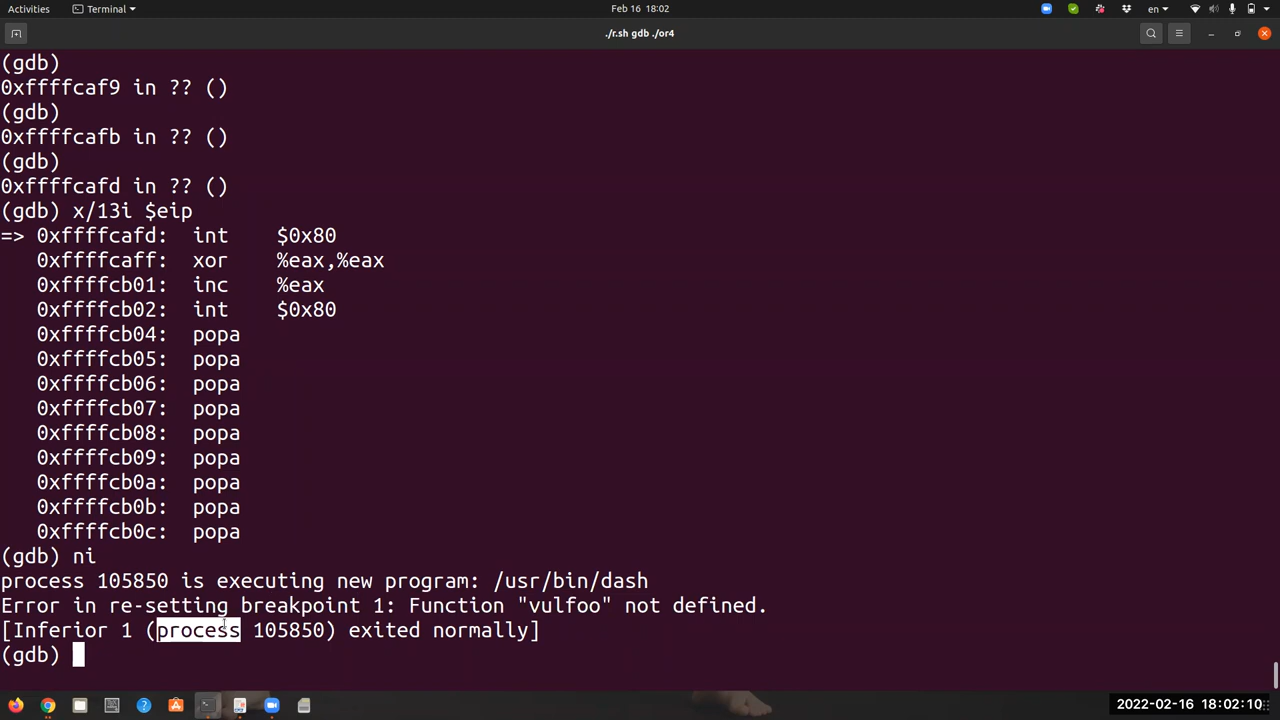 Activities Terminal Feb 16 18:02 en
./r.sh gdb ./or4
(gdb)
0xffffcaf9 in ?? ()
(gdb)
0xffffcafb in ?? ()
(gdb)
0xffffcafd in ?? ()
(gdb) x/13i $eip
=> 0xffffcafd: int $0x80
0xffffcaff: xor %eax,%eax
0xffffcb01: inc %eax
0xffffcb02: int $0x80
0xffffcb04: popa
0xffffcb05: popa
0xffffcb06: popa
0xffffcb07: popa
0xffffcb08: popa
0xffffcb09: popa
0xffffcb0a: popa
0xffffcb0b: popa
0xffffcb0c: popa
(gdb) ni
process 105850 is executing new program: /usr/bin/dash
Error in re-setting breakpoint 1: Function "vulfoo" not defined.
[Inferior 1 (process 105850) exited normally]
(gdb)
2022-02-16 18:02:10